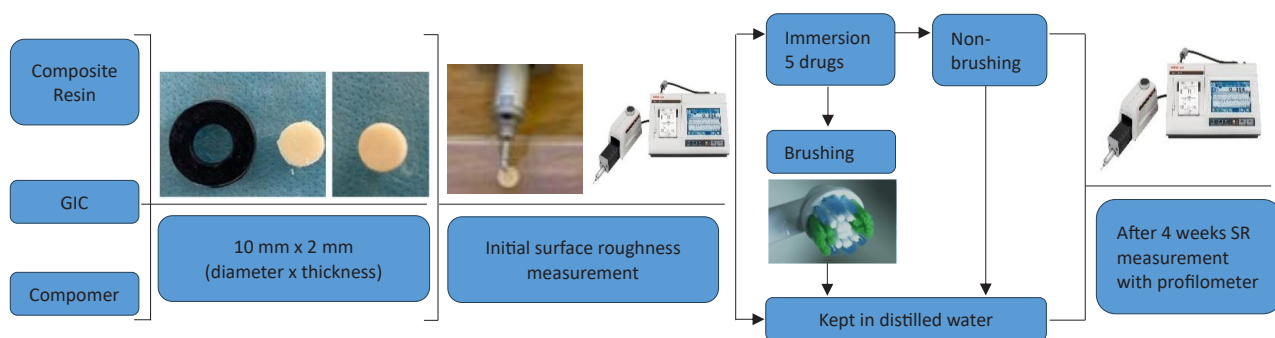 Composite
Resin
GIC
Compomer
10 mm x 2 mm
(diameter x thickness)
Initial surface roughness
measurement
Immersion
5 drugs
Non-
brushing
Brushing
Kept in distilled water
After 4 weeks SR
measurement
with profilometer